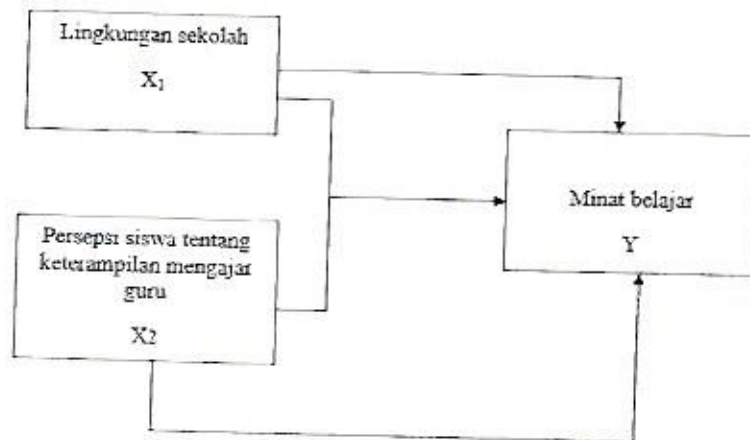 Lingkungan sekolah
X₁
Persepsi siswa tentang
keterampilan mengajar
guru
X2
Minat belajar
Y